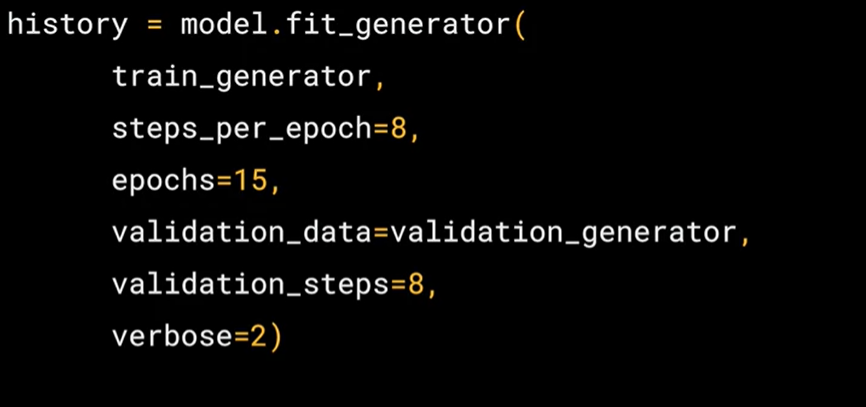 history = model.fit_generator(
train_generator,
steps_per_epoch=8,
epochs=15,
validation_data=validation_generator,
validation_steps=8,
verbose=2)